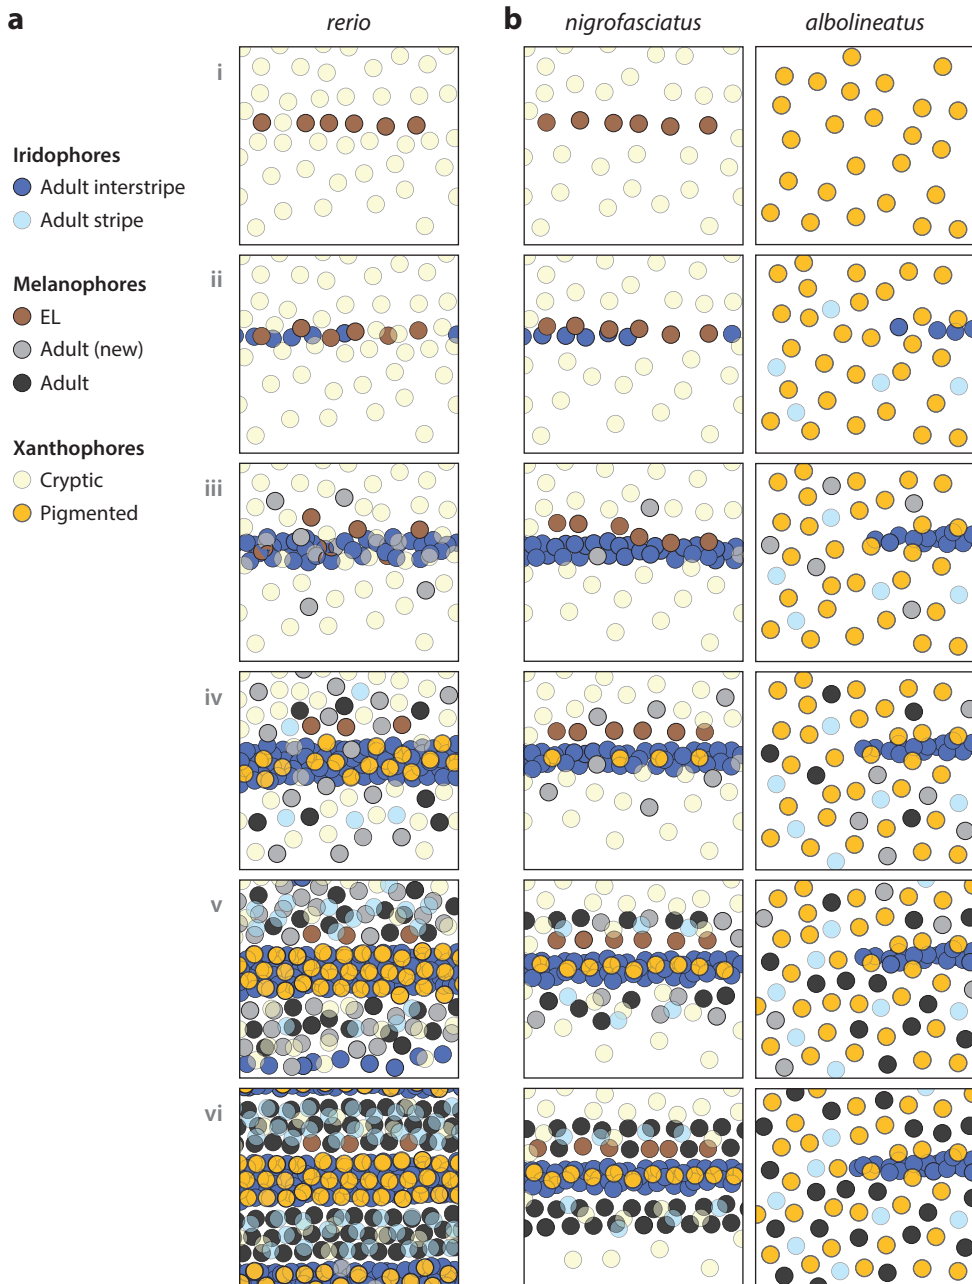 a
rerio
b
nigrofasciatus
albolineatus
i
Iridophores
Adult interstripe
Adult stripe
ii
Melanophores
EL
Adult (new)
Adult
Xanthophores
Cryptic
Pigmented
iii
iv
v
vi